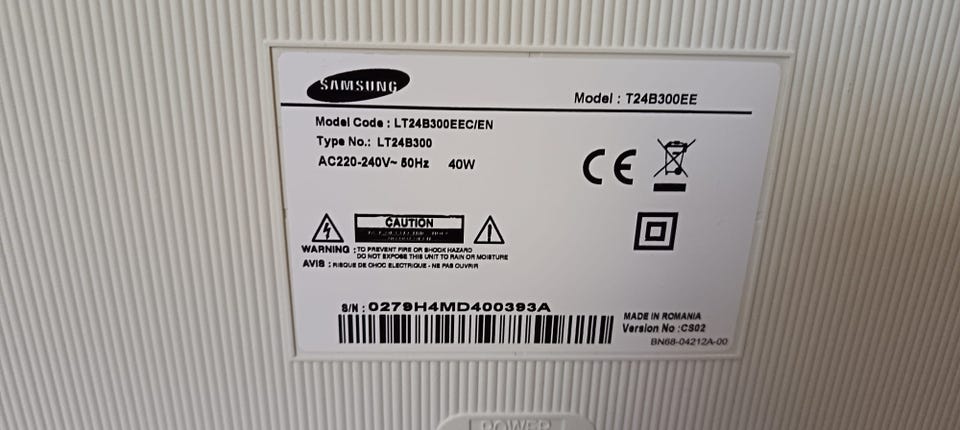 SAMSUNG
Model : T24B300EE
Model Code : LT24B300EEC/EN
Type No.: LT24B300
AC220-240V~ 50Hz 40W
CE
CAUTION
WARNING : TO PREVENT FIRE OR SHOCK HAZARD
DO NOT EXPOSE THIS UNIT TO RAIN OR MOISTURE
AVIS : RISQUE DE CHOC ELECTRIQUE - NE PAS OUVRIR
S/N : 0279H4MD400393A
MADE IN ROMANIA
Version No :CS02
BN68-04212A-00
POWER